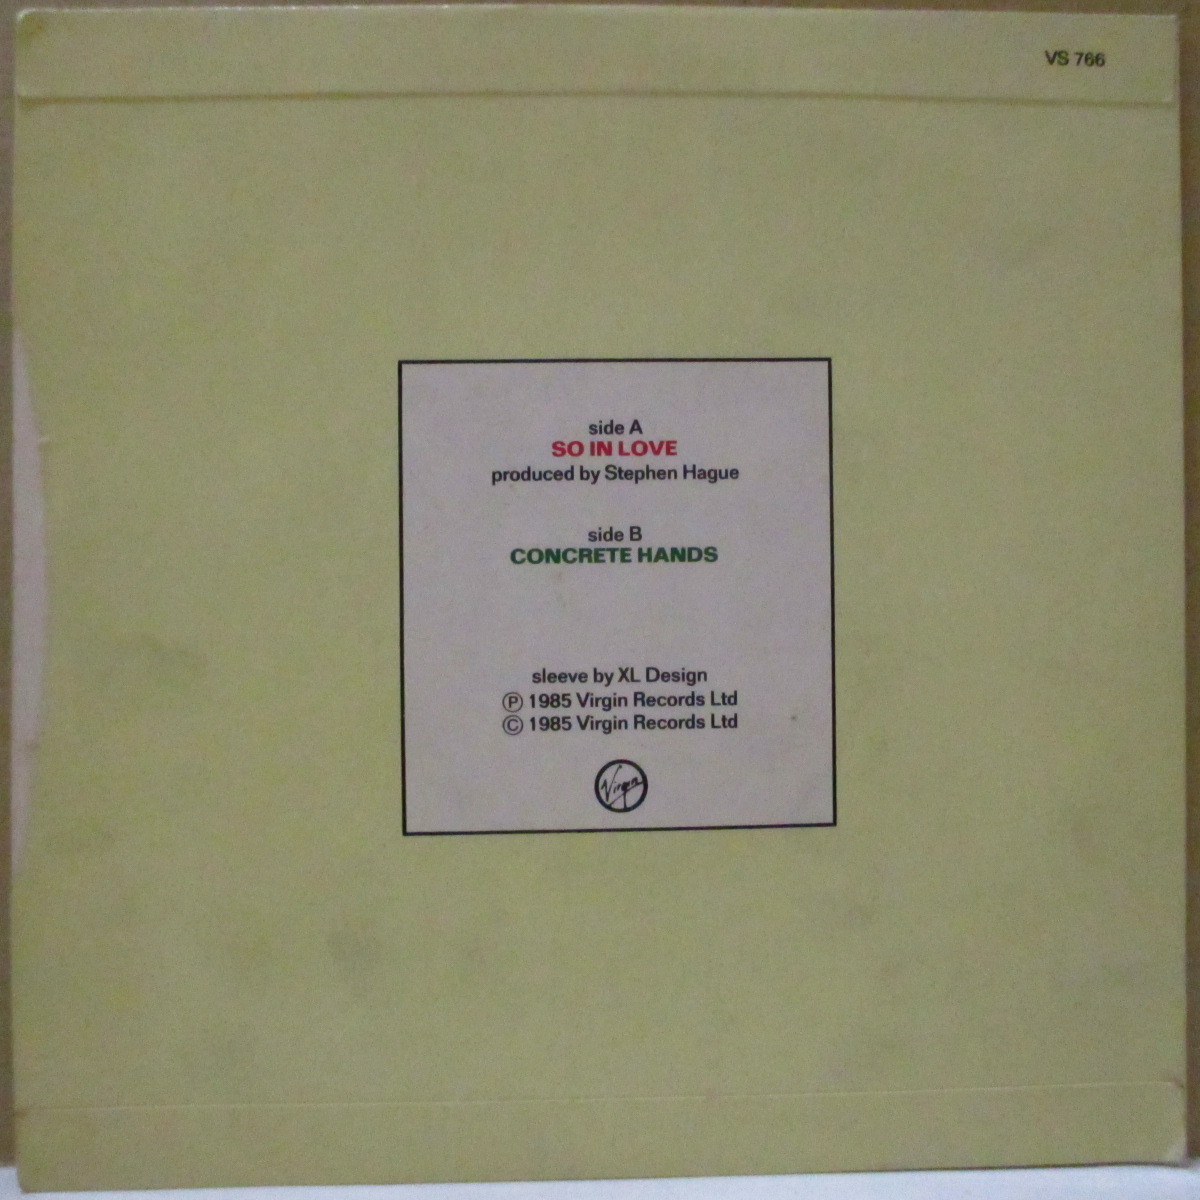 VS 766
side A
SO IN LOVE
produced by Stephen Hague
side B
CONCRETE HANDS
sleeve by XL Design
Ⓟ 1985 Virgin Records Ltd
© 1985 Virgin Records Ltd
Virgin